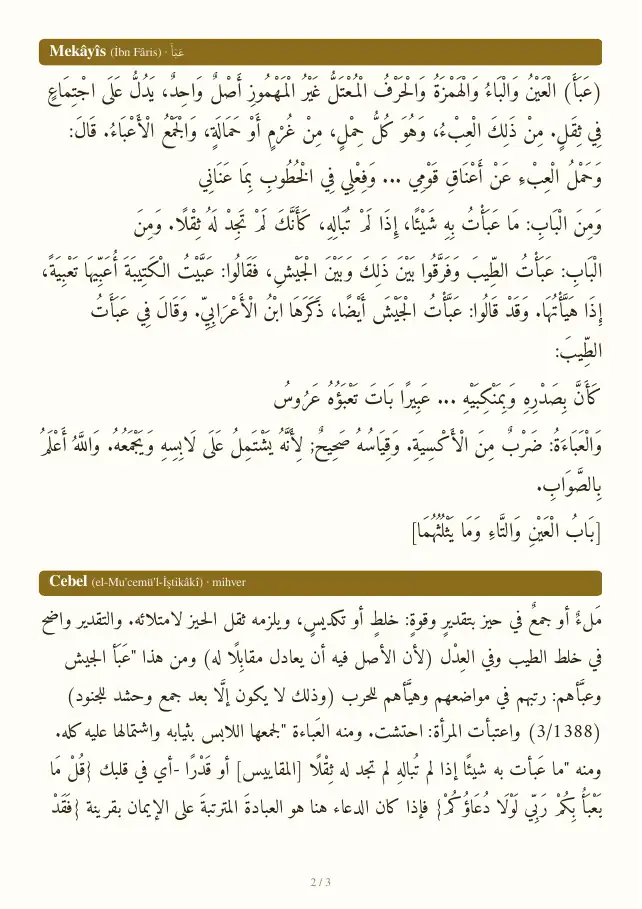 Mekâyîs (İbn Fâris) · عَبَأَ
(عَبَأَ) الْعَيْنُ وَالْبَاءُ وَالْهَمْزَةُ وَالْحَرْفُ الْمُعْتَلُّ غَيْرُ الْمَهْمُوزِ أَصْلٌ وَاحِدٌ، يَدُلُّ عَلَى اجْتِمَاعٍ
فِي ثِقَلٍ. مِنْ ذَلِكَ الْعِبْءُ، وَهُوَ كُلُّ حِمْلٍ، مِنْ غُرْمٍ أَوْ حَمَالَةٍ، وَالْجَمْعُ الْأَعْبَاءُ. قَالَ:
وَحَمْلُ الْعِبْءِ عَنْ أَعْنَاقِ قَوْمِي ... وَفِعْلِي فِي الْخُطُوبِ بِمَا عَنَانِي
وَمِنَ الْبَابِ: مَا عَبَأْتُ بِهِ شَيْئًا، إِذَا لَمْ تُبَالِهِ، كَأَنَّكَ لَمْ تَجِدْ لَهُ ثِقْلًا. وَمِنَ
الْبَابِ: عَبَأْتُ الطِّيبَ وَفَرَّقُوا بَيْنَ ذَلِكَ وَبَيْنَ الْجَيْشِ، فَقَالُوا: عَبَّيْتُ الْكَتِيبَةَ أُعَبِّيهَا تَعْبِيَةً،
إِذَا هَيَّأْتُهَا. وَقَدْ قَالُوا: عَبَّأْتُ الْجَيْشَ أَيْضًا، ذَكَرَهَا ابْنُ الْأَعْرَابِيِّ. وَقَالَ فِي عَبَأْتُ
الطِّيبَ:
كَأَنَّ بِصَدْرِهِ وَبِمَنْكِبَيْهِ ... عَبِيرًا بَاتَ تَعْبَؤُهُ عَرُوسُ
وَالْعَبَاءَةُ: ضَرْبٌ مِنَ الْأَكْسِيَةِ. وَقِيَاسُهُ صَحِيحٌ; لِأَنَّهُ يَشْتَمِلُ عَلَى لَابِسِهِ وَيَجْمَعُهُ. وَاللَّهُ أَعْلَمُ
بِالصَّوَابِ.
[بَابُ الْعَيْنِ وَالتَّاءِ وَمَا يَثْلُثُهُمَا]
Cebel (el-Mu'cemü'l-İştikâkî) · mihver
مَلءٌ أو جمعٌ في حيز بتقديرٍ وقوةٍ: خلطٍ أو تكديسٍ، ويلزمه ثقل الحيز لامتلائه. والتقدير واضح
في خلط الطيب وفي العِدْل (لأن الأصل فيه أن يعادل مقابِلًا له) ومن هذا "عَبَأ الجيش
وعبَّأهم: رتبهم في مواضعهم وهيَّأهم للحرب (وذلك لا يكون إلَّا بعد جمع وحشد للجنود)
(3/1388) واعتبأت المرأة: احتشت. ومنه العَباءة "لجمعها اللابس بثيابه واشتمالها عليه كله.
ومنه "ما عَبأت به شيئًا إذا لم تُبالهِ لم تجد له ثِقْلًا [المقاييس] أو قَدْرًا -أي في قلبك {قُلْ مَا
يَعْبَأُ بِكُمْ رَبِّي لَوْلَا دُعَاؤُكُمْ} فإذا كان الدعاء هنا هو العبادةَ المترتبةَ على الإيمان بقرينة {فَقَدْ
2 / 3